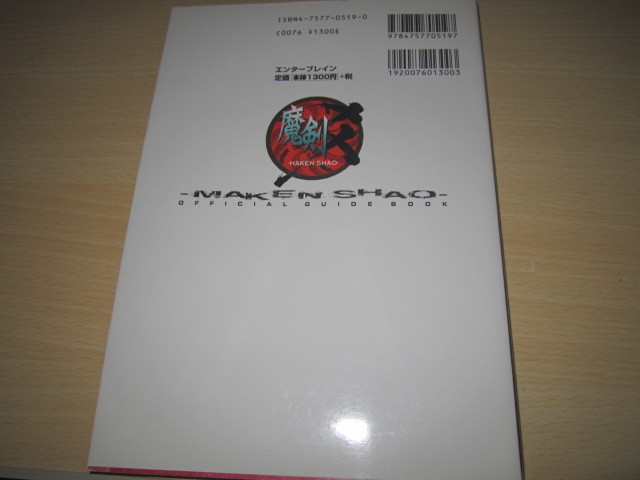 ISBN4-7577-0519-0
C0076 ¥1300E
9784757705197
1920076013003
エンターブレイン
定価[本体1300円]+税
魔剣爻
-MAKEN SHAO-
-MAKEN SHAO-
OFFICIAL GUIDE BOOK